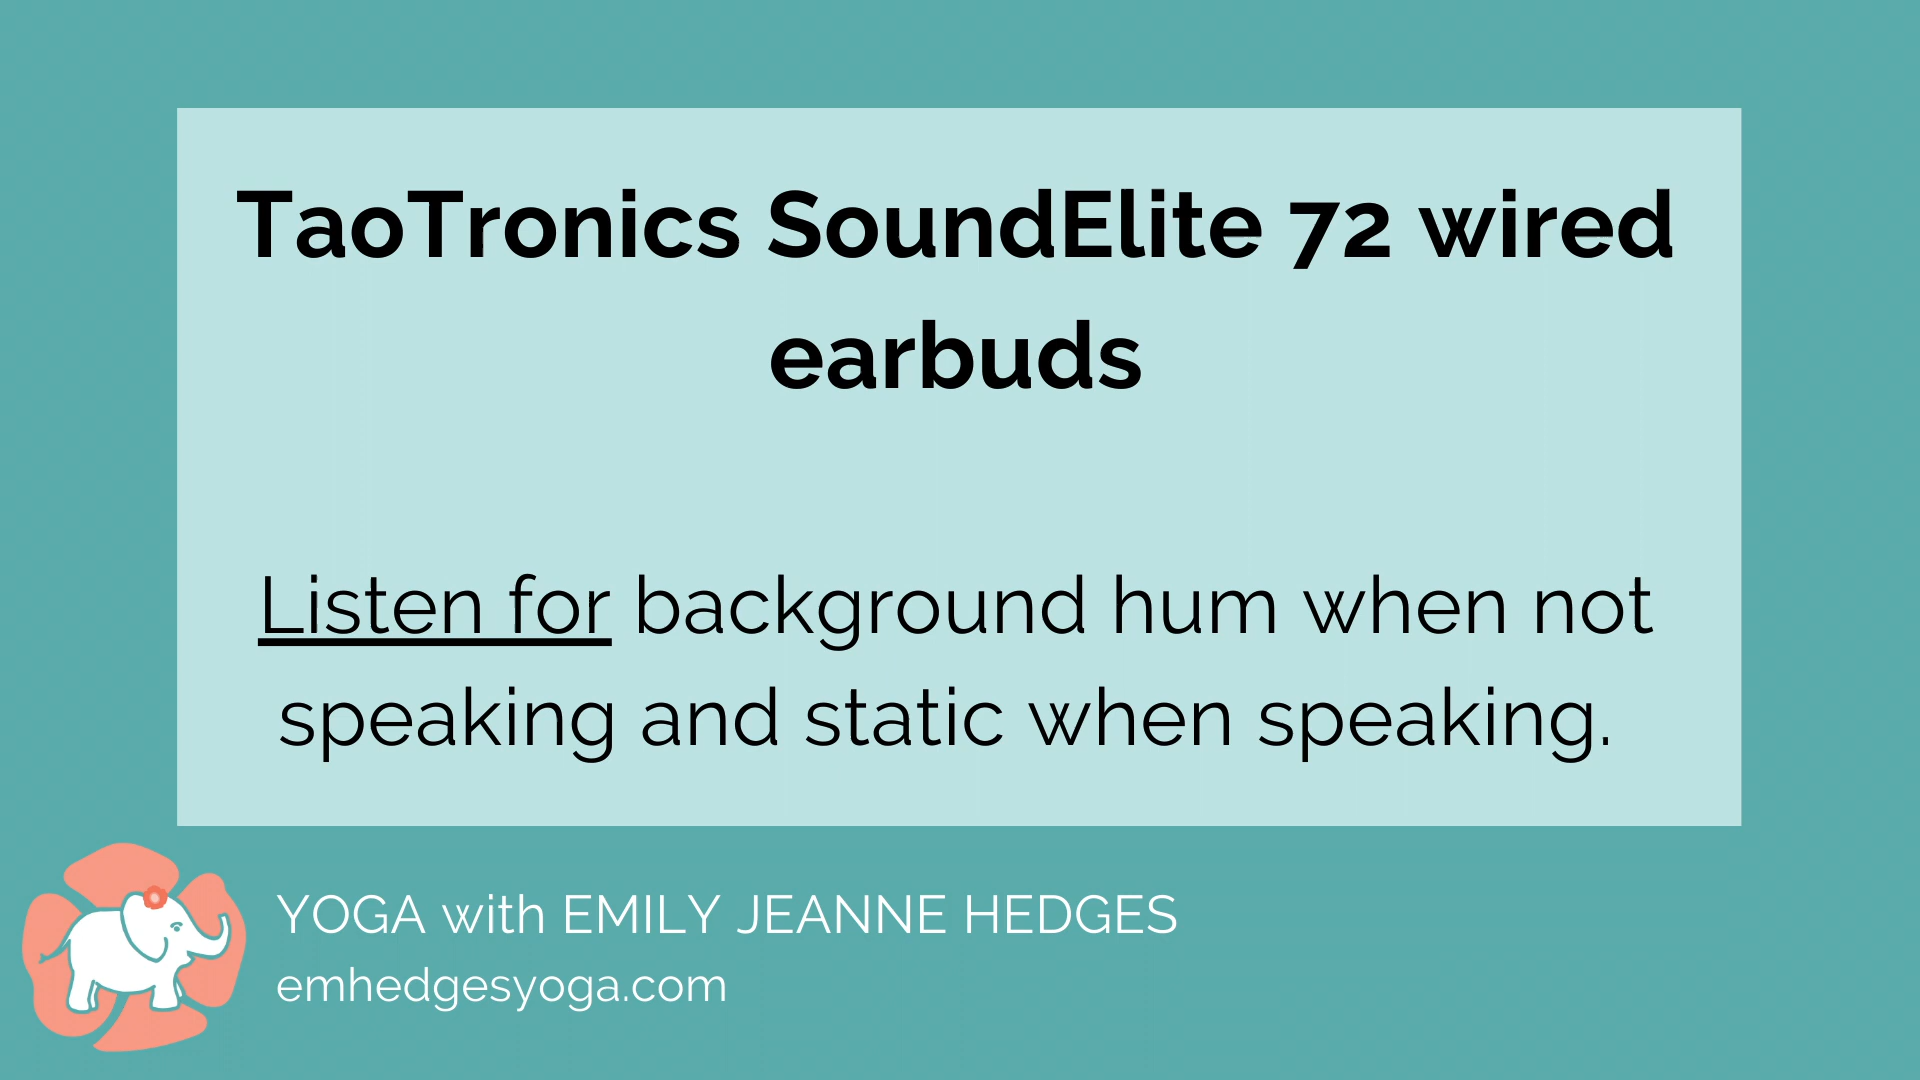 TaoTronics SoundElite 72 wired
earbuds
Listen for background hum when not
speaking and static when speaking.
YOGA with EMILY JEANNE HEDGES
emhedgesyoga.com